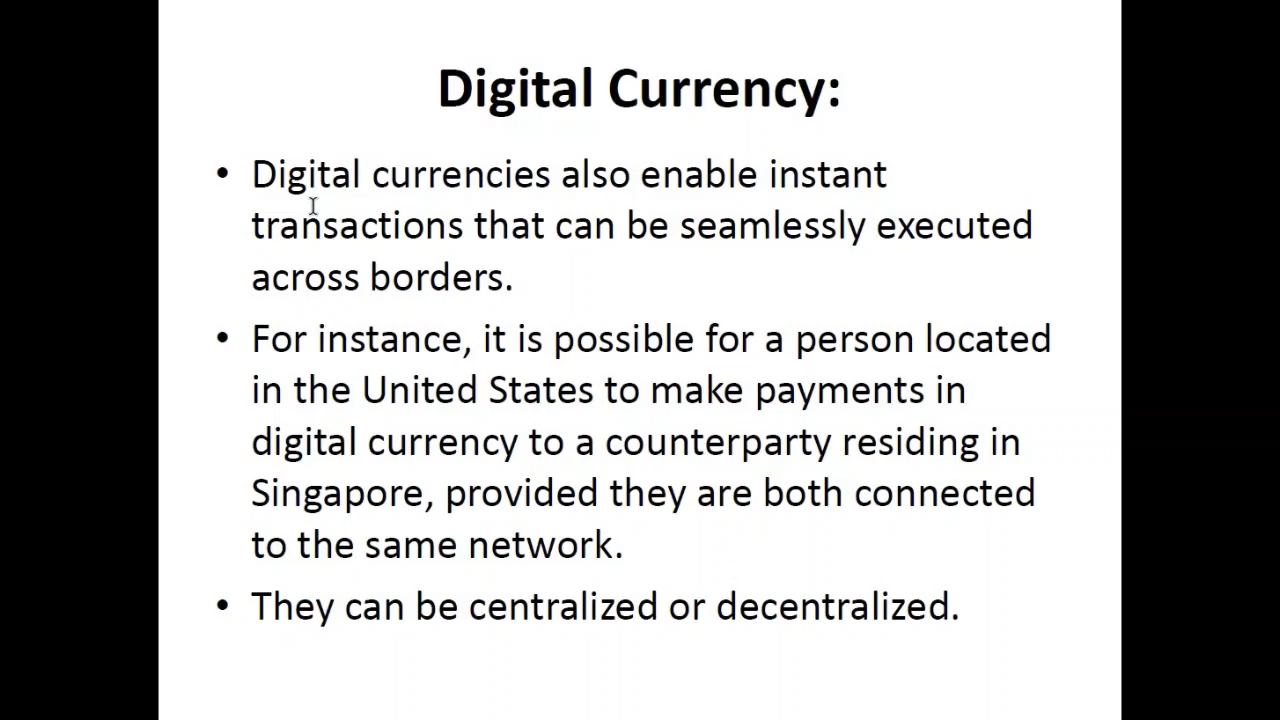 Digital Currency:
• Digital currencies also enable instant
transactions that can be seamlessly executed
across borders.
• For instance, it is possible for a person located
in the United States to make payments in
digital currency to a counterparty residing in
Singapore, provided they are both connected
to the same network.
• They can be centralized or decentralized.